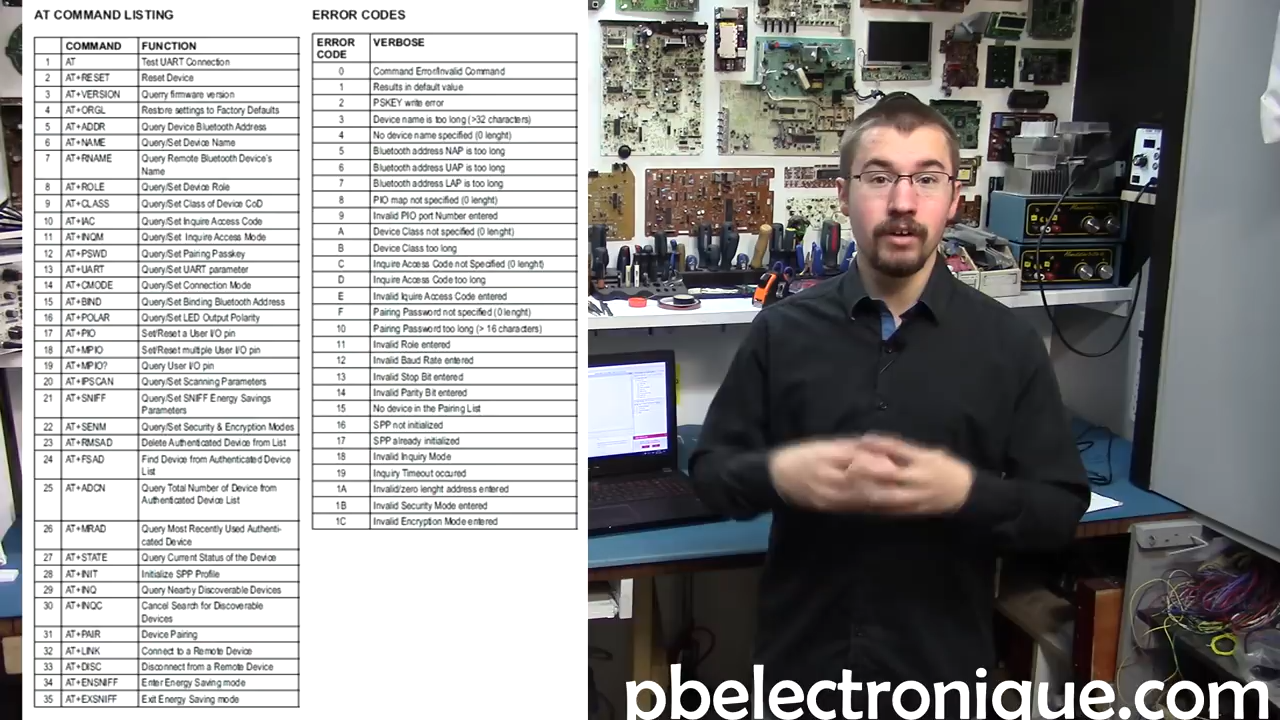 AT COMMAND LISTING
COMMAND FUNCTION
1 AT Test UART Connection
2 AT+RESET Reset Device
3 AT+VERSION Querry firmware version
4 AT+ORGL Restore settings to Factory Defaults
5 AT+ADDR Query Device Bluetooth Address
6 AT+NAME Query/Set Device Name
7 AT+RNAME Query Remote Bluetooth Device's
Name
8 AT+ROLE Query/Set Device Role
9 AT+CLASS Query/Set Class of Device CoD
10 AT+IAC Query/Set Inquire Access Code
11 AT+INQM Query/Set Inquire Access Mode
12 AT+PSWD Query/Set Pairing Passkey
13 AT+UART Query/Set UART parameter
14 AT+CMODE Query/Set Connection Mode
15 AT+BIND Query/Set Binding Bluetooth Address
16 AT+POLAR Query/Set LED Output Polarity
17 AT+PIO Set/Reset a User I/O pin
18 AT+MPIO Set/Reset multiple User I/O pin
19 AT+MPIO? Query User I/O pin
20 AT+IPSCAN Query/Set Scanning Parameters
21 AT+SNIFF Query/Set SNIFF Energy Savings
Parameters
22 AT+SENM Query/Set Security & Encryption Modes
23 AT+RMSAD Delete Authenticated Device from List
24 AT+FSAD Find Device from Authenticated Device
List
25 AT+ADCN Query Total Number of Device from
Authenticated Device List
26 AT+MRAD Query Most Recently Used Authenti-
cated Device
27 AT+STATE Query Current Status of the Device
28 AT+INIT Initialize SPP Profile
29 AT+INQ Query Nearby Discoverable Devices
30 AT+INQC Cancel Search for Discoverable
Devices
31 AT+PAIR Device Pairing
32 AT+LINK Connect to a Remote Device
33 AT+DISC Disconnect from a Remote Device
34 AT+ENSNIFF Enter Energy Saving mode
35 AT+EXSNIFF Exit Energy Saving mode
ERROR CODES
ERROR CODE VERBOSE
0 Command Error/Invalid Command
1 Results in default value
2 PSKEY write error
3 Device name is too long (>32 characters)
4 No device name specified (0 lenght)
5 Bluetooth address NAP is too long
6 Bluetooth address UAP is too long
7 Bluetooth address LAP is too long
8 PIO map not specified (0 lenght)
9 Invalid PIO port Number entered
A Device Class not specified (0 lenght)
B Device Class too long
C Inquire Access Code not Specified (0 lenght)
D Inquire Access Code too long
E Invalid Iquire Access Code entered
F Pairing Password not specified (0 lenght)
10 Pairing Password too long (> 16 characters)
11 Invalid Role entered
12 Invalid Baud Rate entered
13 Invalid Stop Bit entered
14 Invalid Parity Bit entered
15 No device in the Pairing List
16 SPP not initialized
17 SPP already initialized
18 Invalid Inquiry Mode
19 Inquiry Timeout occured
1A Invalid/zero lenght address entered
1B Invalid Security Mode entered
1C Invalid Encryption Mode entered
pbelectronique.com